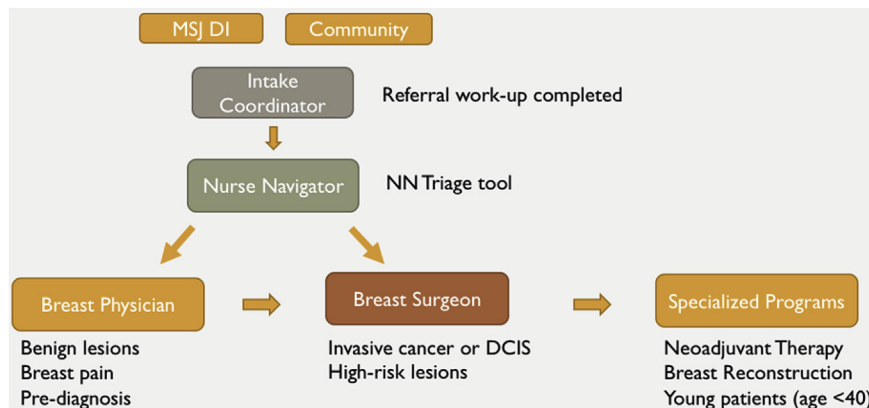 MSJ DI
Community
Intake
Coordinator
Referral work-up completed
Nurse Navigator
NN Triage tool
Breast Physician
Breast Surgeon
Specialized Programs
Benign lesions
Breast pain
Pre-diagnosis
Invasive cancer or DCIS
High-risk lesions
Neoadjuvant Therapy
Breast Reconstruction
Young patients (age <40)